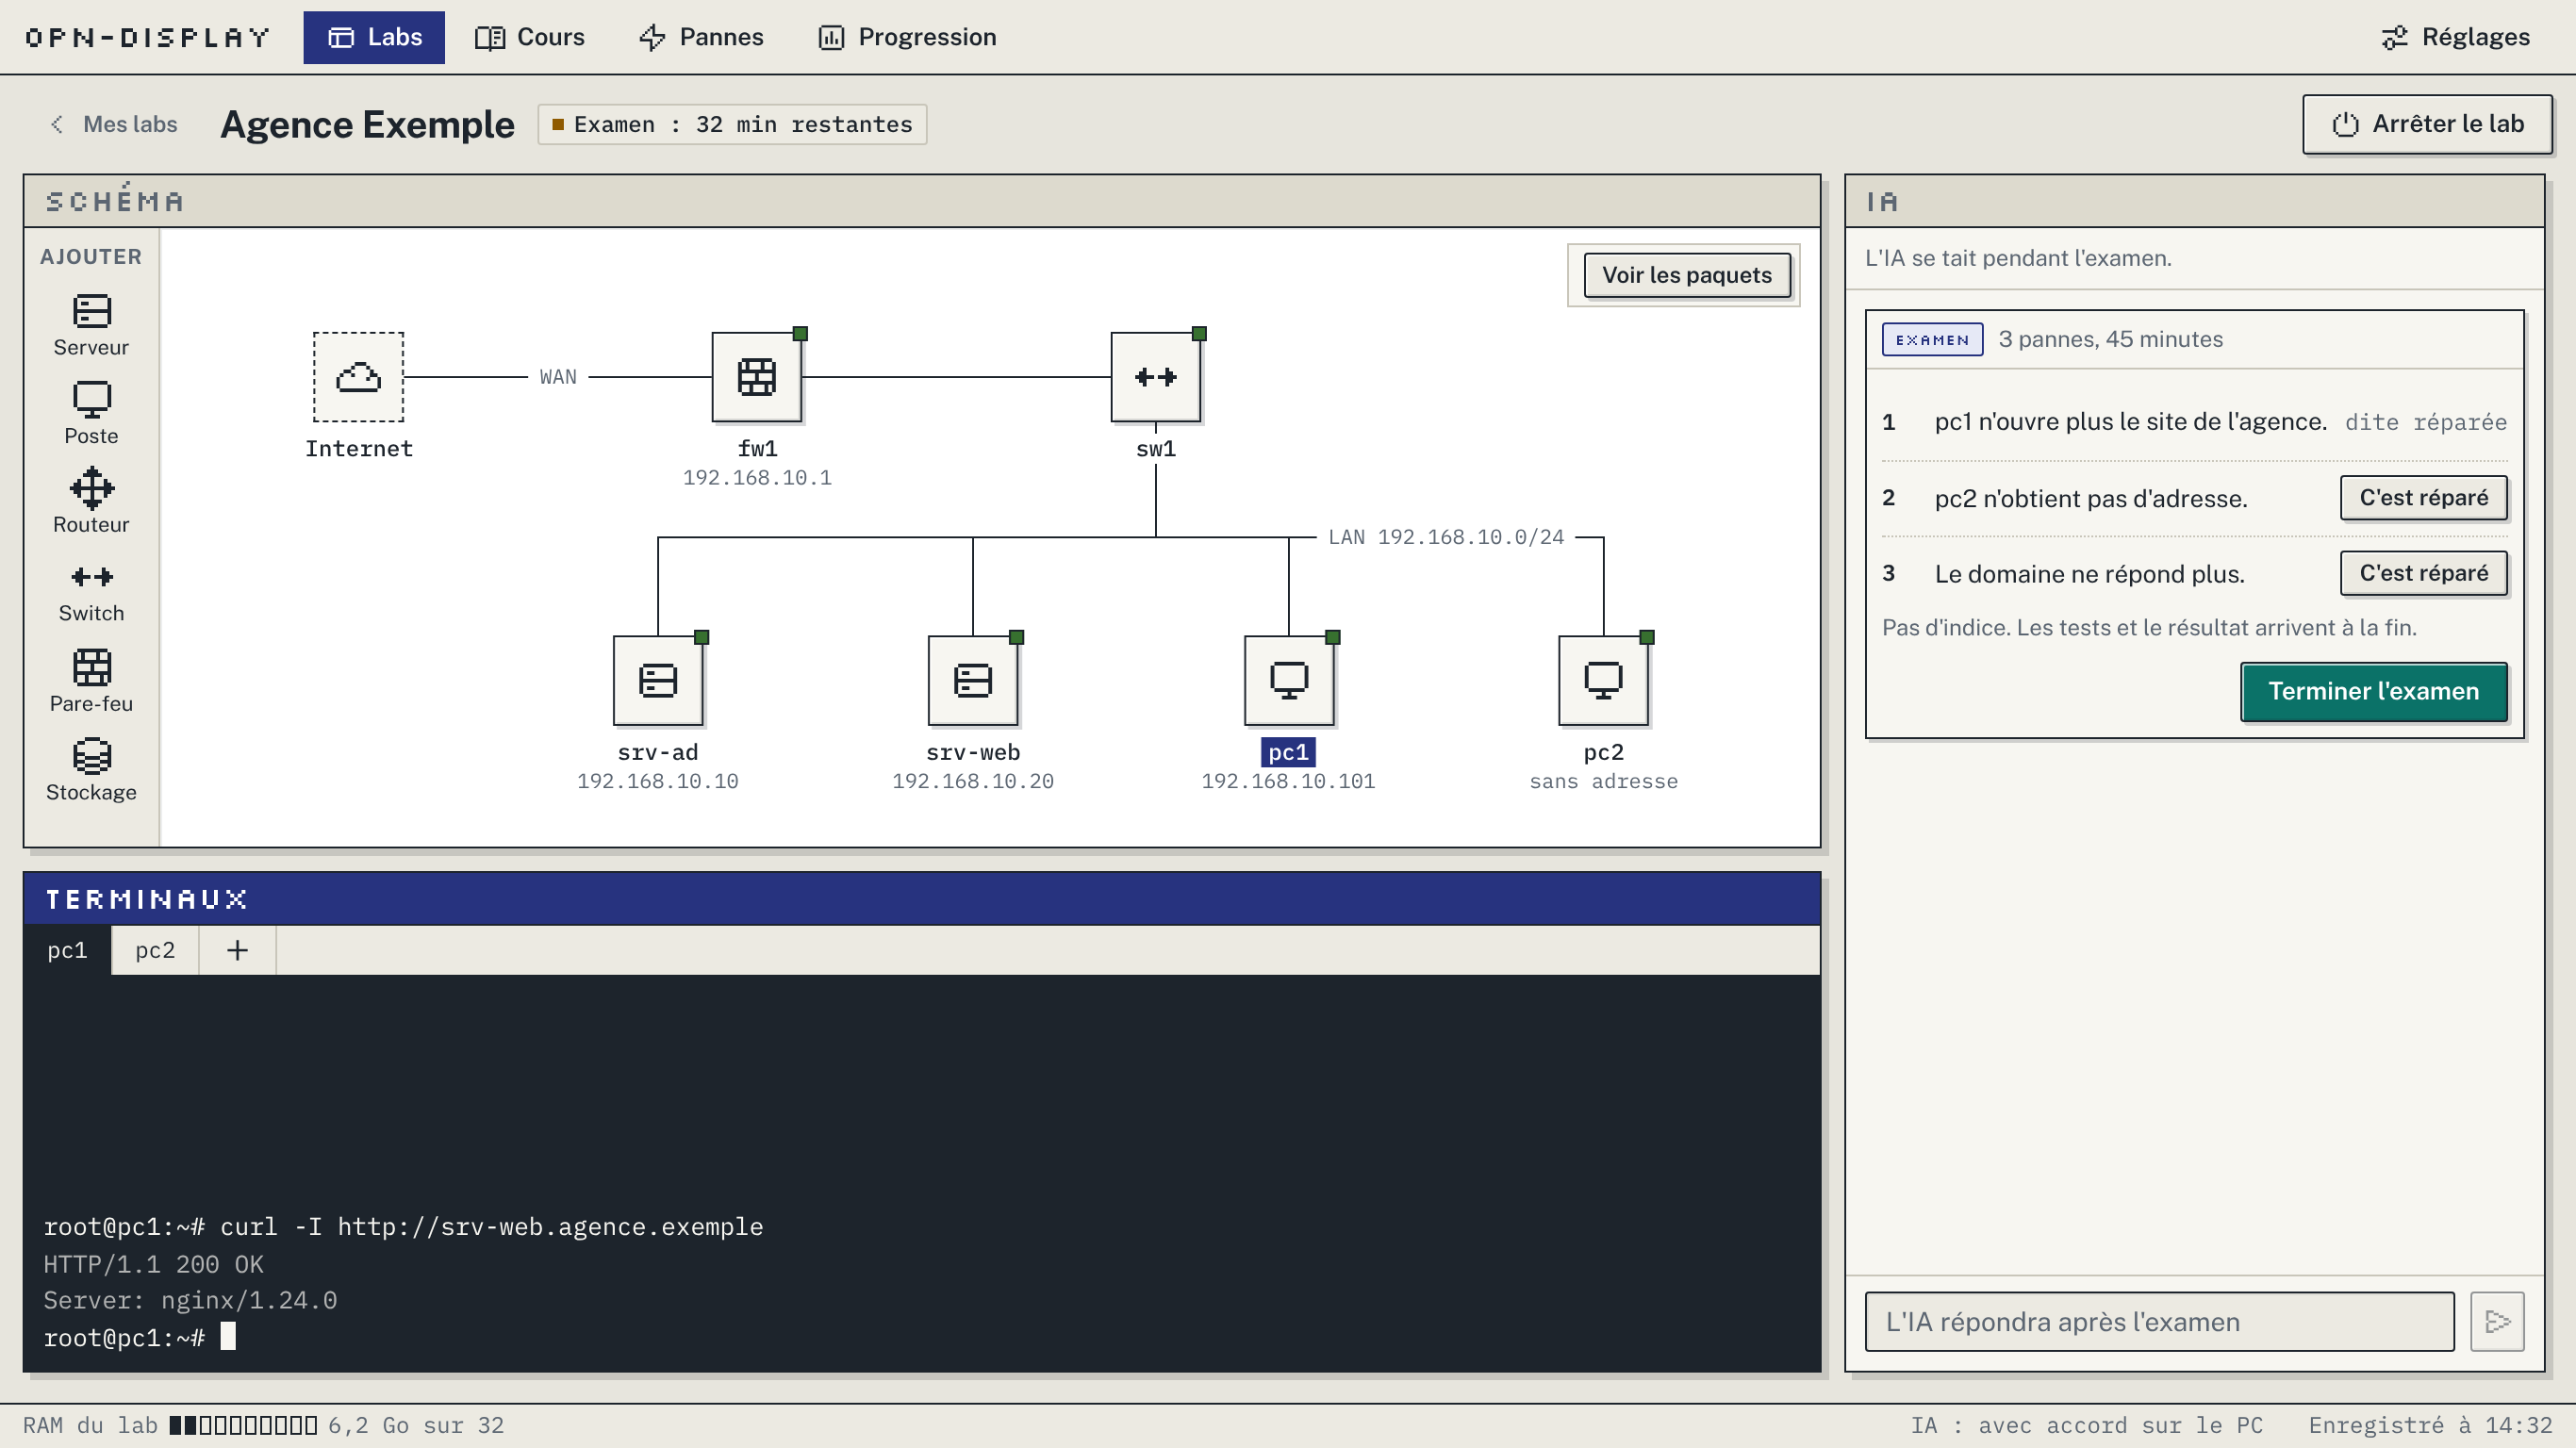 OPN-DISPLAY
Labs
Cours
Pannes
Progression
Réglages
Mes labs
Agence Exemple
Examen : 32 min restantes
Arrêter le lab
SCHÉMA
AJOUTER
Serveur
Poste
Routeur
Switch
Pare-feu
Stockage
Voir les paquets
WAN
Internet
fw1
192.168.10.1
sw1
LAN 192.168.10.0/24
srv-ad
192.168.10.10
srv-web
192.168.10.20
pc1
192.168.10.101
pc2
sans adresse
TERMINAUX
pc1
pc2
+
root@pc1:~# curl -I http://srv-web.agence.exemple
HTTP/1.1 200 OK
Server: nginx/1.24.0
root@pc1:~#
IA
L'IA se tait pendant l'examen.
EXAMEN
3 pannes, 45 minutes
1 pc1 n'ouvre plus le site de l'agence. dite réparée
2 pc2 n'obtient pas d'adresse. C'est réparé
3 Le domaine ne répond plus. C'est réparé
Pas d'indice. Les tests et le résultat arrivent à la fin.
Terminer l'examen
L'IA répondra après l'examen
RAM du lab 6,2 Go sur 32
IA : avec accord sur le PC
Enregistré à 14:32